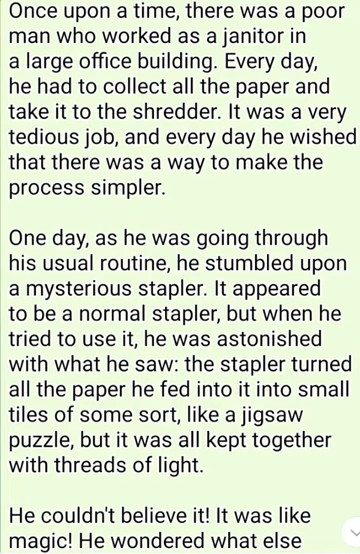 Once upon a time, there was a poor
man who worked as a janitor in
a large office building. Every day,
he had to collect all the paper and
take it to the shredder. It was a very
tedious job, and every day he wished
that there was a way to make the
process simpler.
One day, as he was going through
his usual routine, he stumbled upon
a mysterious stapler. It appeared
to be a normal stapler, but when he
tried to use it, he was astonished
with what he saw: the stapler turned
all the paper he fed into it into small
tiles of some sort, like a jigsaw
puzzle, but it was all kept together
with threads of light.
He couldn't believe it! It was like
magic! He wondered what else